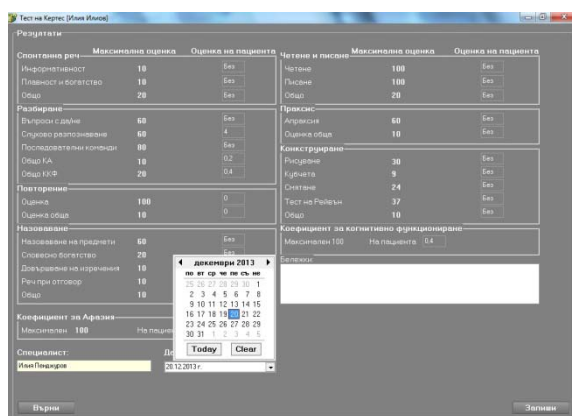 Тест на Кертес (Илия Илиов)
Резултати
Спонтанна реч Максимална оценка Оценка на пациента
Информативност 10 Без
Плавност и богатство 10 Без
Общо 20 Без
Разбиране
Въпроси с да/не 60 Без
Слухово разпознаване 60 4
Последователни команди 80 Без
Общо КА 10 0,2
Общо ККФ 20 0,4
Повторение
Оценка 100 0
Оценка обща 10 0
Назоваване
Назоваване на предмети 60 Без
Словесно богатство 20 Без
Довършване на изречения 10
Реч при отговор 10
Общо 10
Коефициент за Афазия
Максимален 100 На пацие
Специалист:
Илия Пенджуров
20.12.2013 г.
Върни
Четене и писане Максимална оценка Оценка на пациента
Четене 100 Без
Писане 100 Без
Общо 20 Без
Праксис
Апраксия 60 Без
Оценка обща 10 Без
Конструиране
Рисуване 30 Без
Кубчета 9 Без
Смятане 24 Без
Тест на Рейвън 37 Без
Общо 10 Без
Коефициент за когнитивно функциониране
Максимален 100 На пациента 0,4
Бележки:
декември 2013
по вт ср че пе съ не
25 26 27 28 29 30 1
2 3 4 5 6 7 8
9 10 11 12 13 14 15
16 17 18 19 20 21 22
23 24 25 26 27 28 29
30 31 1 2 3 4 5
Today Clear
Запиши